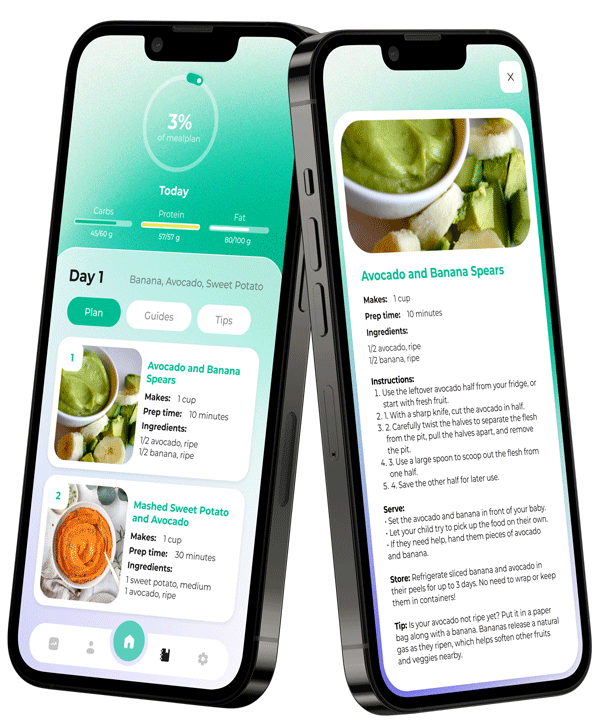 3%
of mealplan
Today
Carbs
Protein
Fat
45/60 g
57/57 g
80/100 g
Day 1
Banana, Avocado, Sweet Potato
Plan
Guides
Tips
1
Avocado and Banana
Spears
Makes: 1 cup
Prep time: 10 minutes
Ingredients:
1/2 avocado, ripe
1/2 banana, ripe
2
Mashed Sweet Potato
and Avocado
Makes: 1 cup
Prep time: 30 minutes
Ingredients:
1 sweet potato, medium
1 avocado, ripe
X
Avocado and Banana Spears
Makes: 1 cup
Prep time: 10 minutes
Ingredients:
1/2 avocado, ripe
1/2 banana, ripe
Instructions:
1. Use the leftover avocado half from your fridge, or
start with fresh fruit.
2. 1. With a sharp knife, cut the avocado in half.
3. 2. Carefully twist the halves to separate the flesh
from the pit, pull the halves apart, and remove
the pit.
4. 3. Use a large spoon to scoop out the flesh from
one half.
5. 4. Save the other half for later use.
Serve:
• Set the avocado and banana in front of your baby.
• Let your child try to pick up the food on their own.
• If they need help, hand them pieces of avocado
and banana.
Store: Refrigerate sliced banana and avocado in
their peels for up to 3 days. No need to wrap or keep
them in containers!
Tip: Is your avocado not ripe yet? Put it in a paper
bag along with a banana. Bananas release a natural
gas as they ripen, which helps soften other fruits
and veggies nearby.